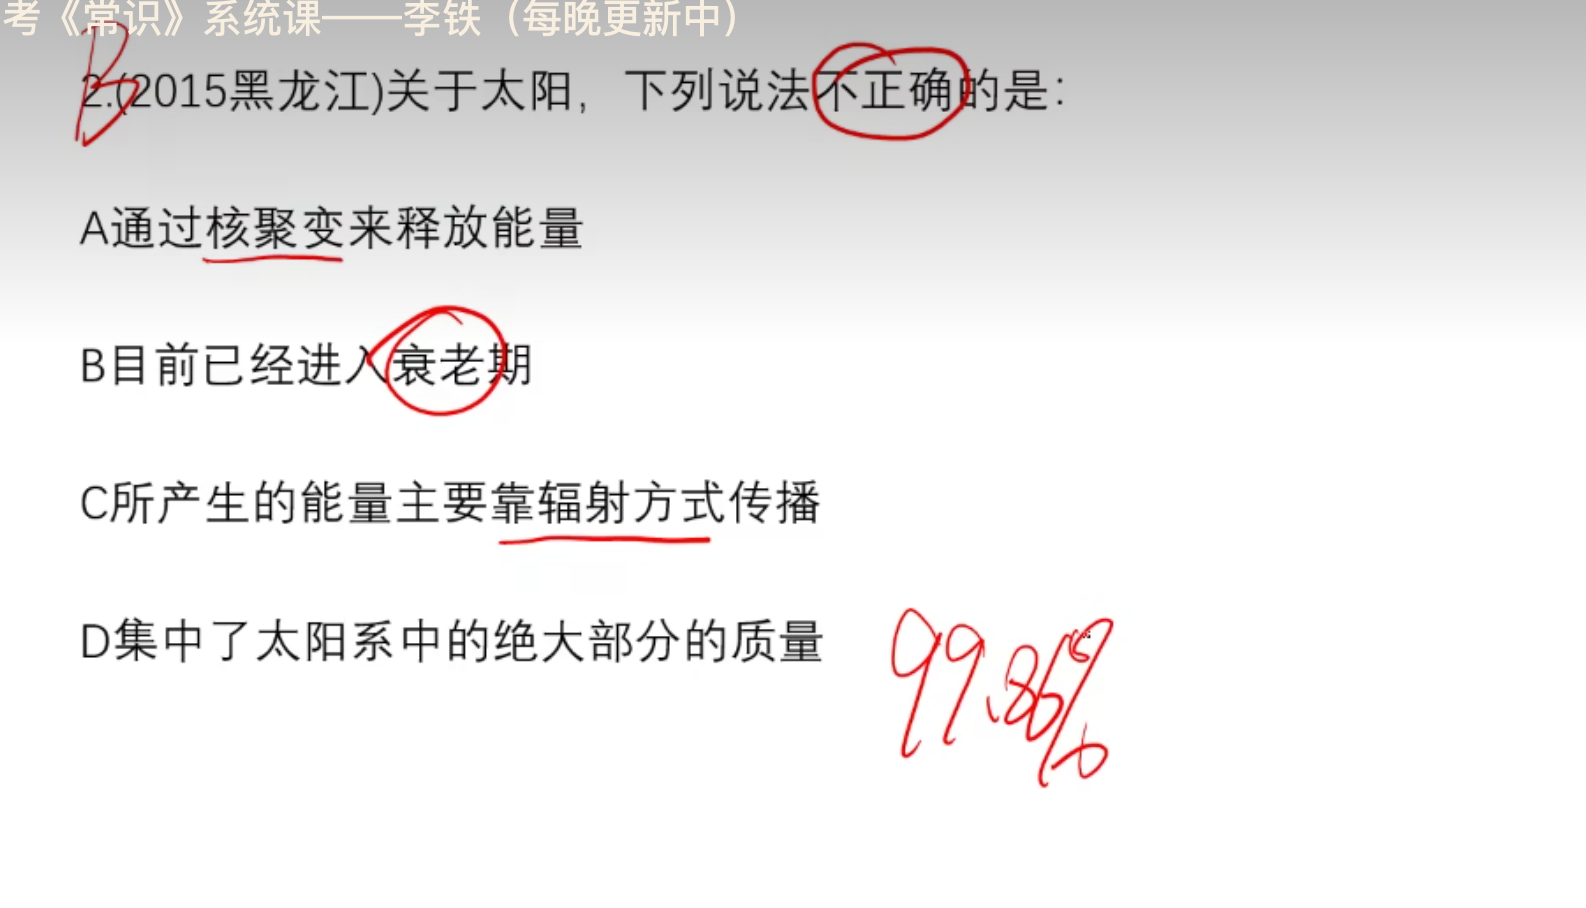 考《常识》系统课——李铁（每晚更新中）
B
2.(2015黑龙江)关于太阳，下列说法不正确的是：
A通过核聚变来释放能量
B目前已经进入衰老期
C所产生的能量主要靠辐射方式传播
D集中了太阳系中的绝大部分的质量
99.86%